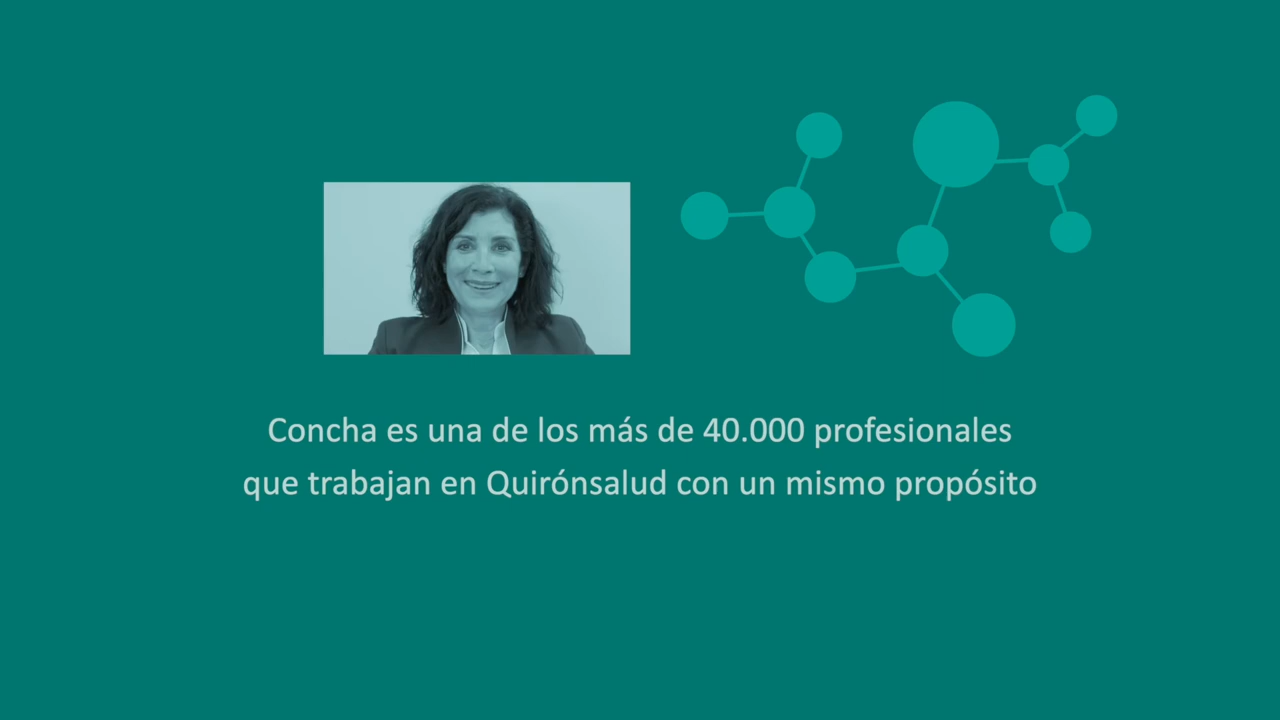 Concha es una de los más de 40.000 profesionales
que trabajan en Quirónsalud con un mismo propósito